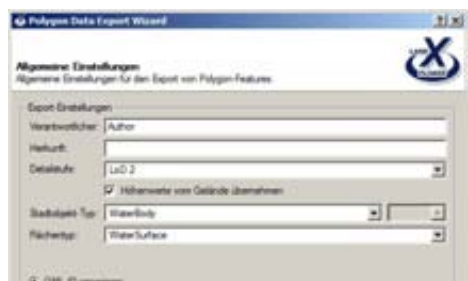 Polygon Data Export Wizard
Allgemeine Einstellungen
Allgemeine Einstellungen für den Export von Polygon-Features
Export Einstellungen
Verantwortlicher: Author
Herkunft:
Detailstufe: LoD 2
Höhenwerte vom Gelände übernehmen
Stadtobjekt-Typ: WaterBody
Flächentyp: WaterSurface